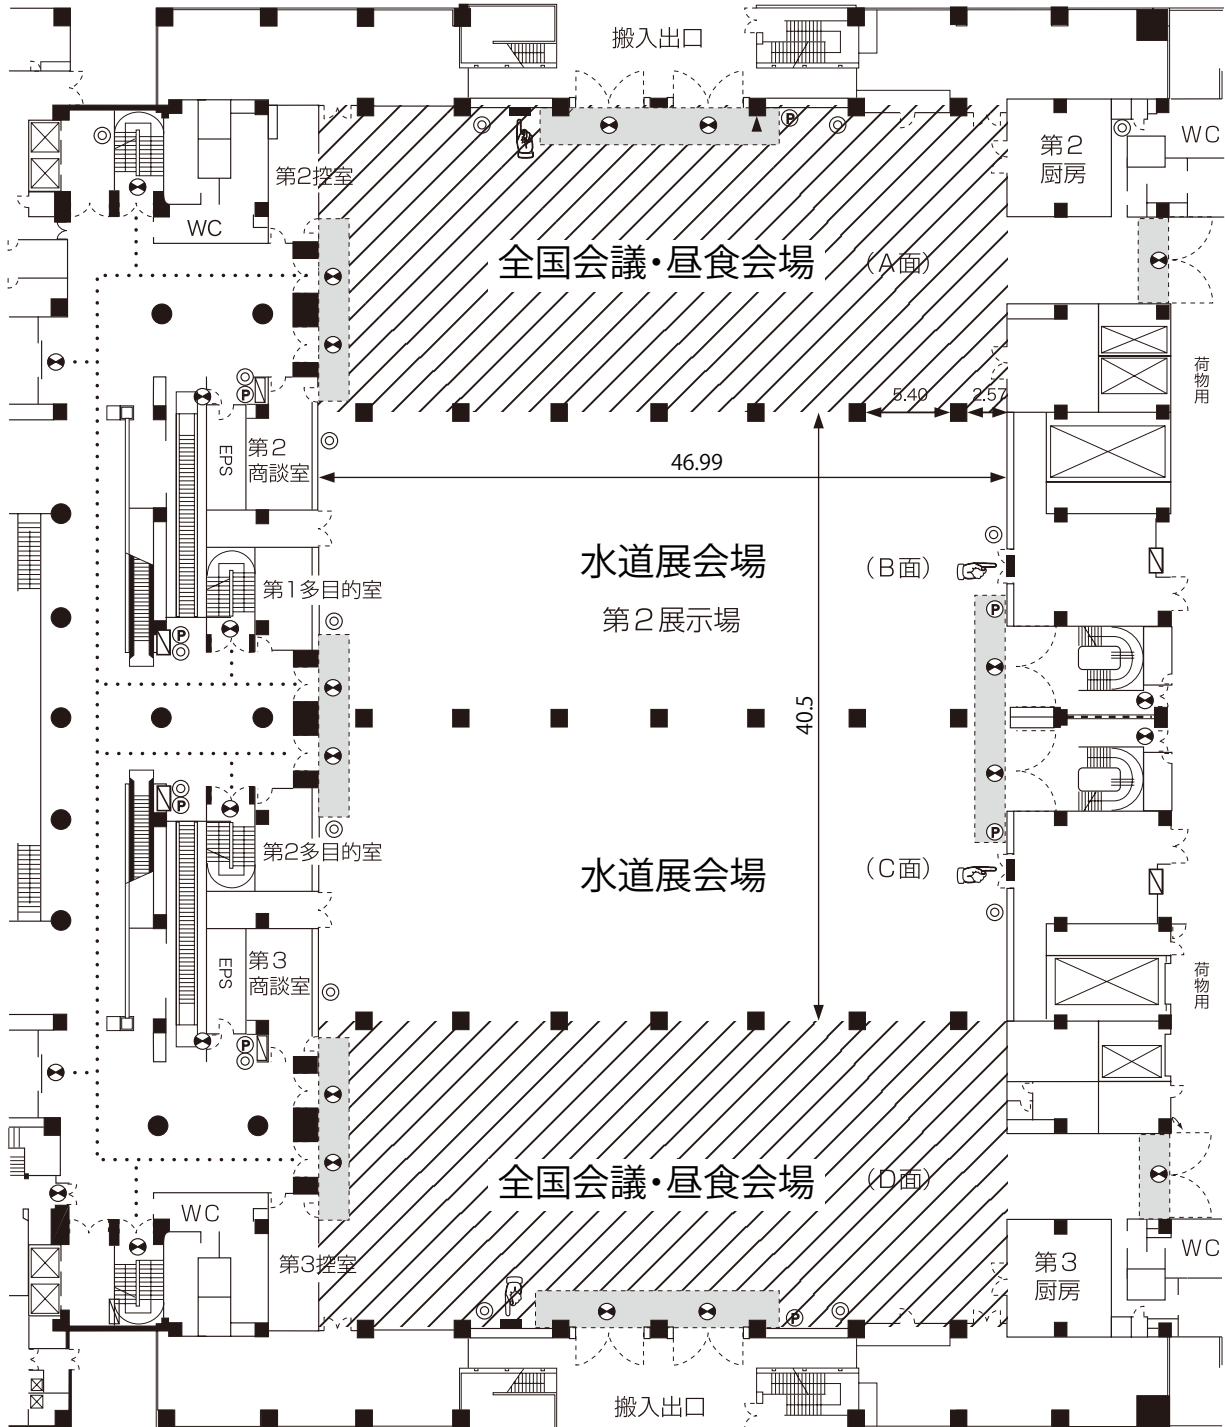 搬入出口
第2
厨房
WC
第2控室
WC
全国会議・昼食会場
(A面)
荷物用
5.40
2.57
第2
商談室
EPS
46.99
水道展会場
(B面)
第1多目的室
第2展示場
40.5
第2多目的室
水道展会場
(C面)
第3
商談室
EPS
荷物用
全国会議・昼食会場
(D面)
WC
第3控室
第3
厨房
WC
搬入出口
P
P
P
P
P
P
P
P